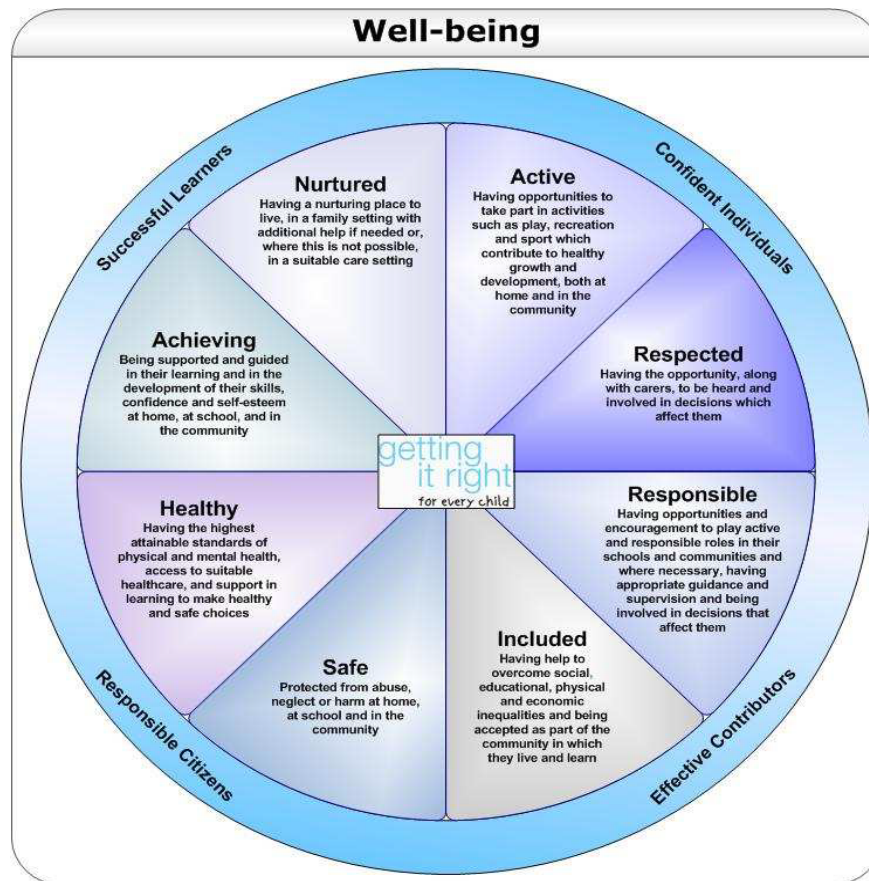 Well-being
Successful Learners
Confident Individuals
Nurtured
Having a nurturing place to
live, in a family setting with
additional help if needed or,
where this is not possible,
in a suitable care setting
Active
Having opportunities to
take part in activities
such as play, recreation
and sport which
contribute to healthy
growth and
development, both at
home and in the
community
Achieving
Being supported and guided
in their learning and in the
development of their skills,
confidence and self-esteem
at home, at school, and in
the community
Respected
Having the opportunity, along
with carers, to be heard and
involved in decisions which
affect them
getting
it right
for every child
Healthy
Having the highest
attainable standards of
physical and mental health,
access to suitable
healthcare, and support in
learning to make healthy
and safe choices
Responsible
Having opportunities and
encouragement to play active
and responsible roles in their
schools and communities and
where necessary, having
appropriate guidance and
supervision and being
involved in decisions that
affect them
Safe
Protected from abuse,
neglect or harm at home,
at school and in the
community
Included
Having help to
overcome social,
educational, physical
and economic
inequalities and being
accepted as part of the
community in which
they live and learn
Responsible Citizens
Effective Contributors